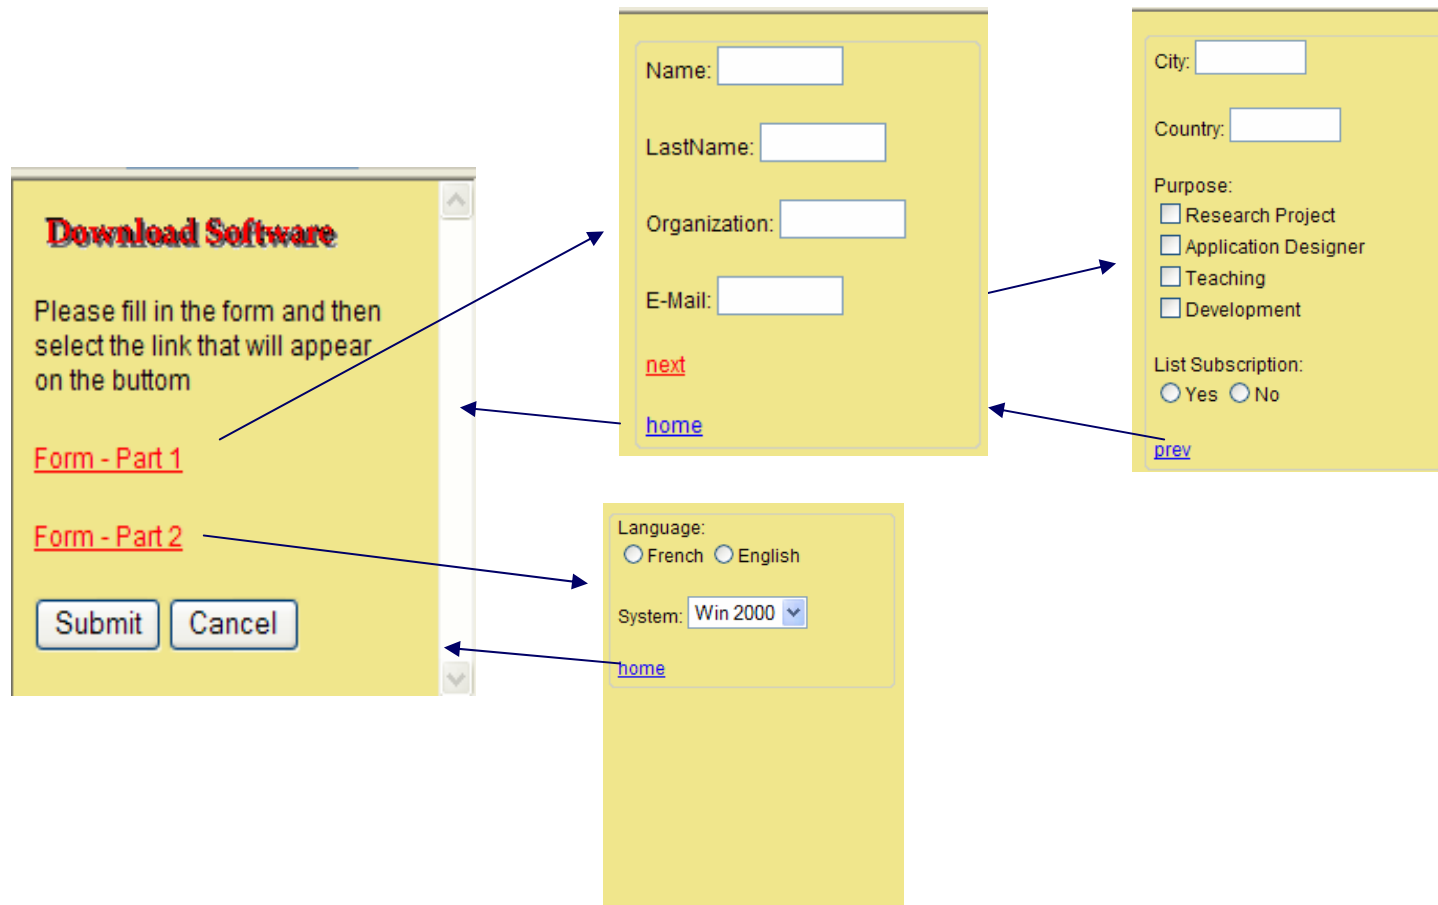 Download Software
Please fill in the form and then
select the link that will appear
on the buttom
Form - Part 1
Form - Part 2
Submit Cancel
Name:
LastName:
Organization:
E-Mail:
next
home
City:
Country:
Purpose:
Research Project
Application Designer
Teaching
Development
List Subscription:
Yes No
prev
Language:
French English
System: Win 2000
home